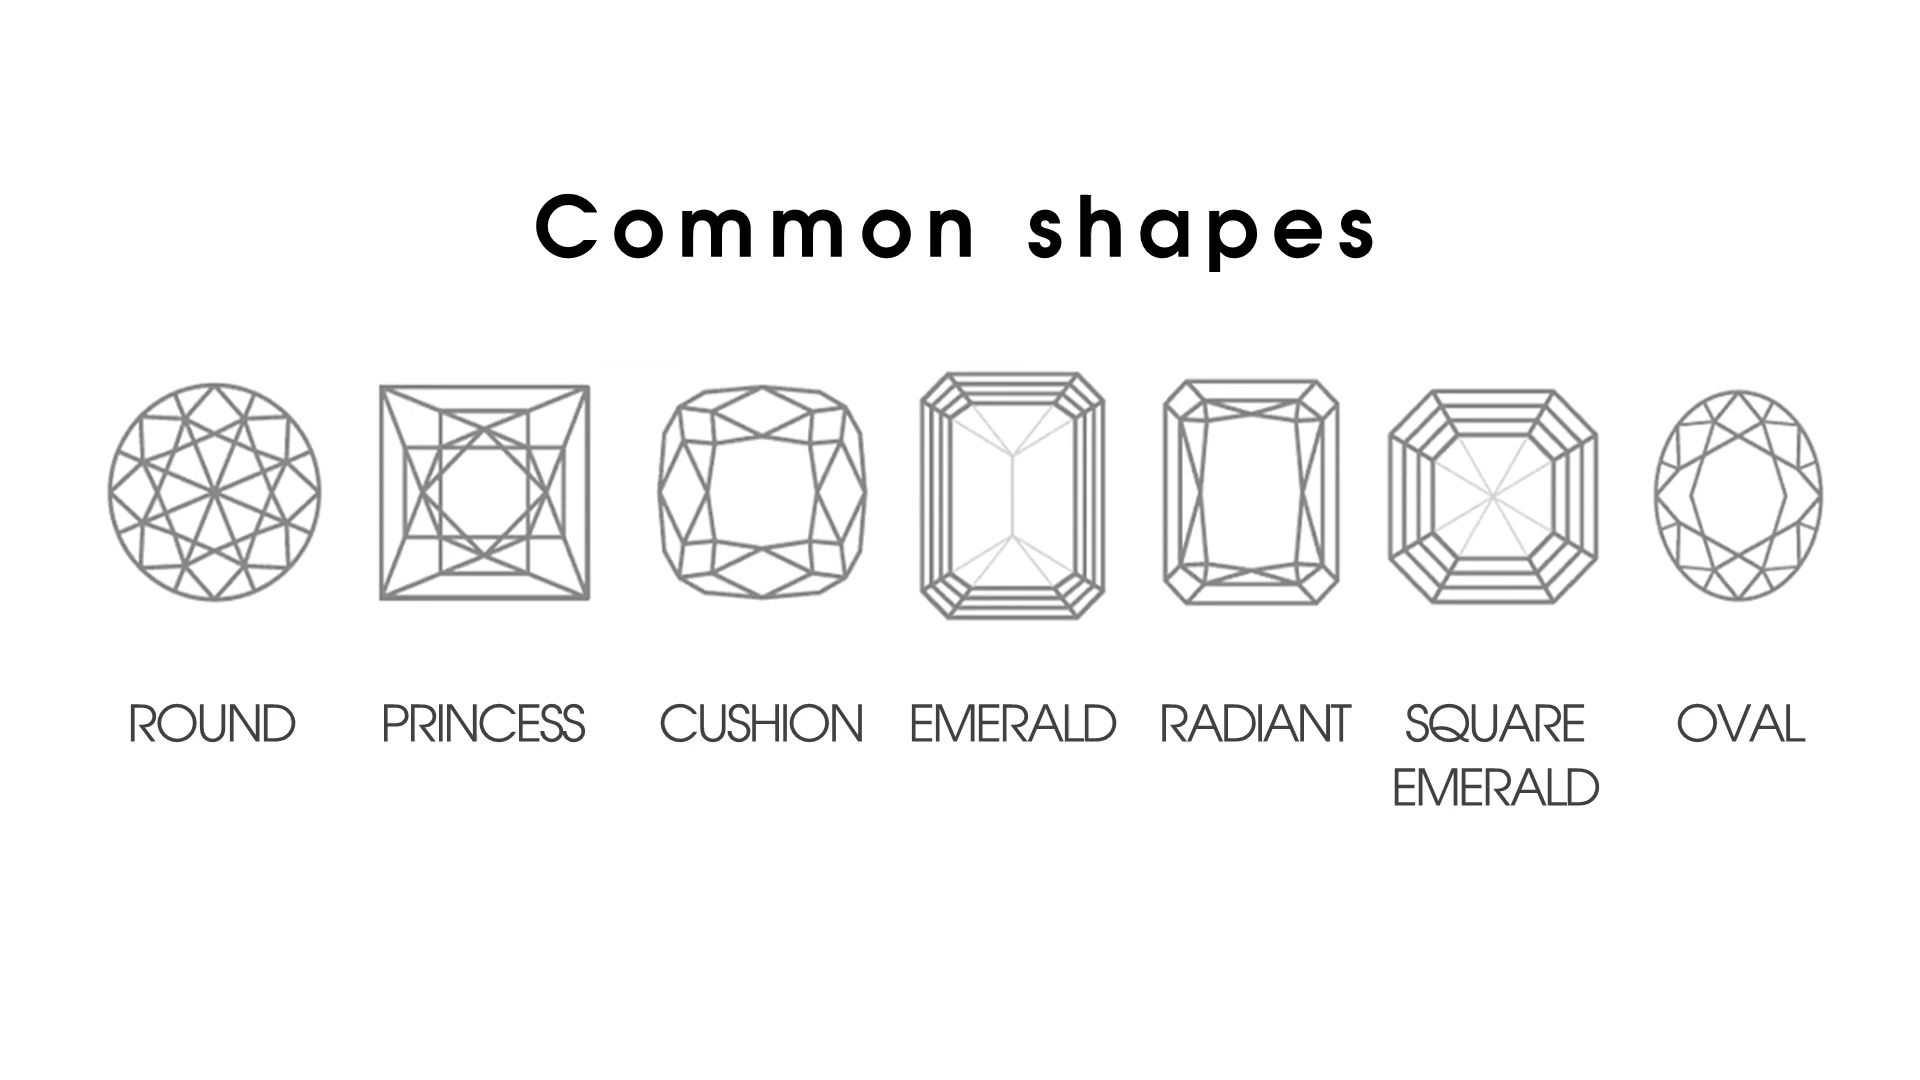 Common shapes
ROUND
PRINCESS
CUSHION
EMERALD
RADIANT
SQUARE
EMERALD
OVAL